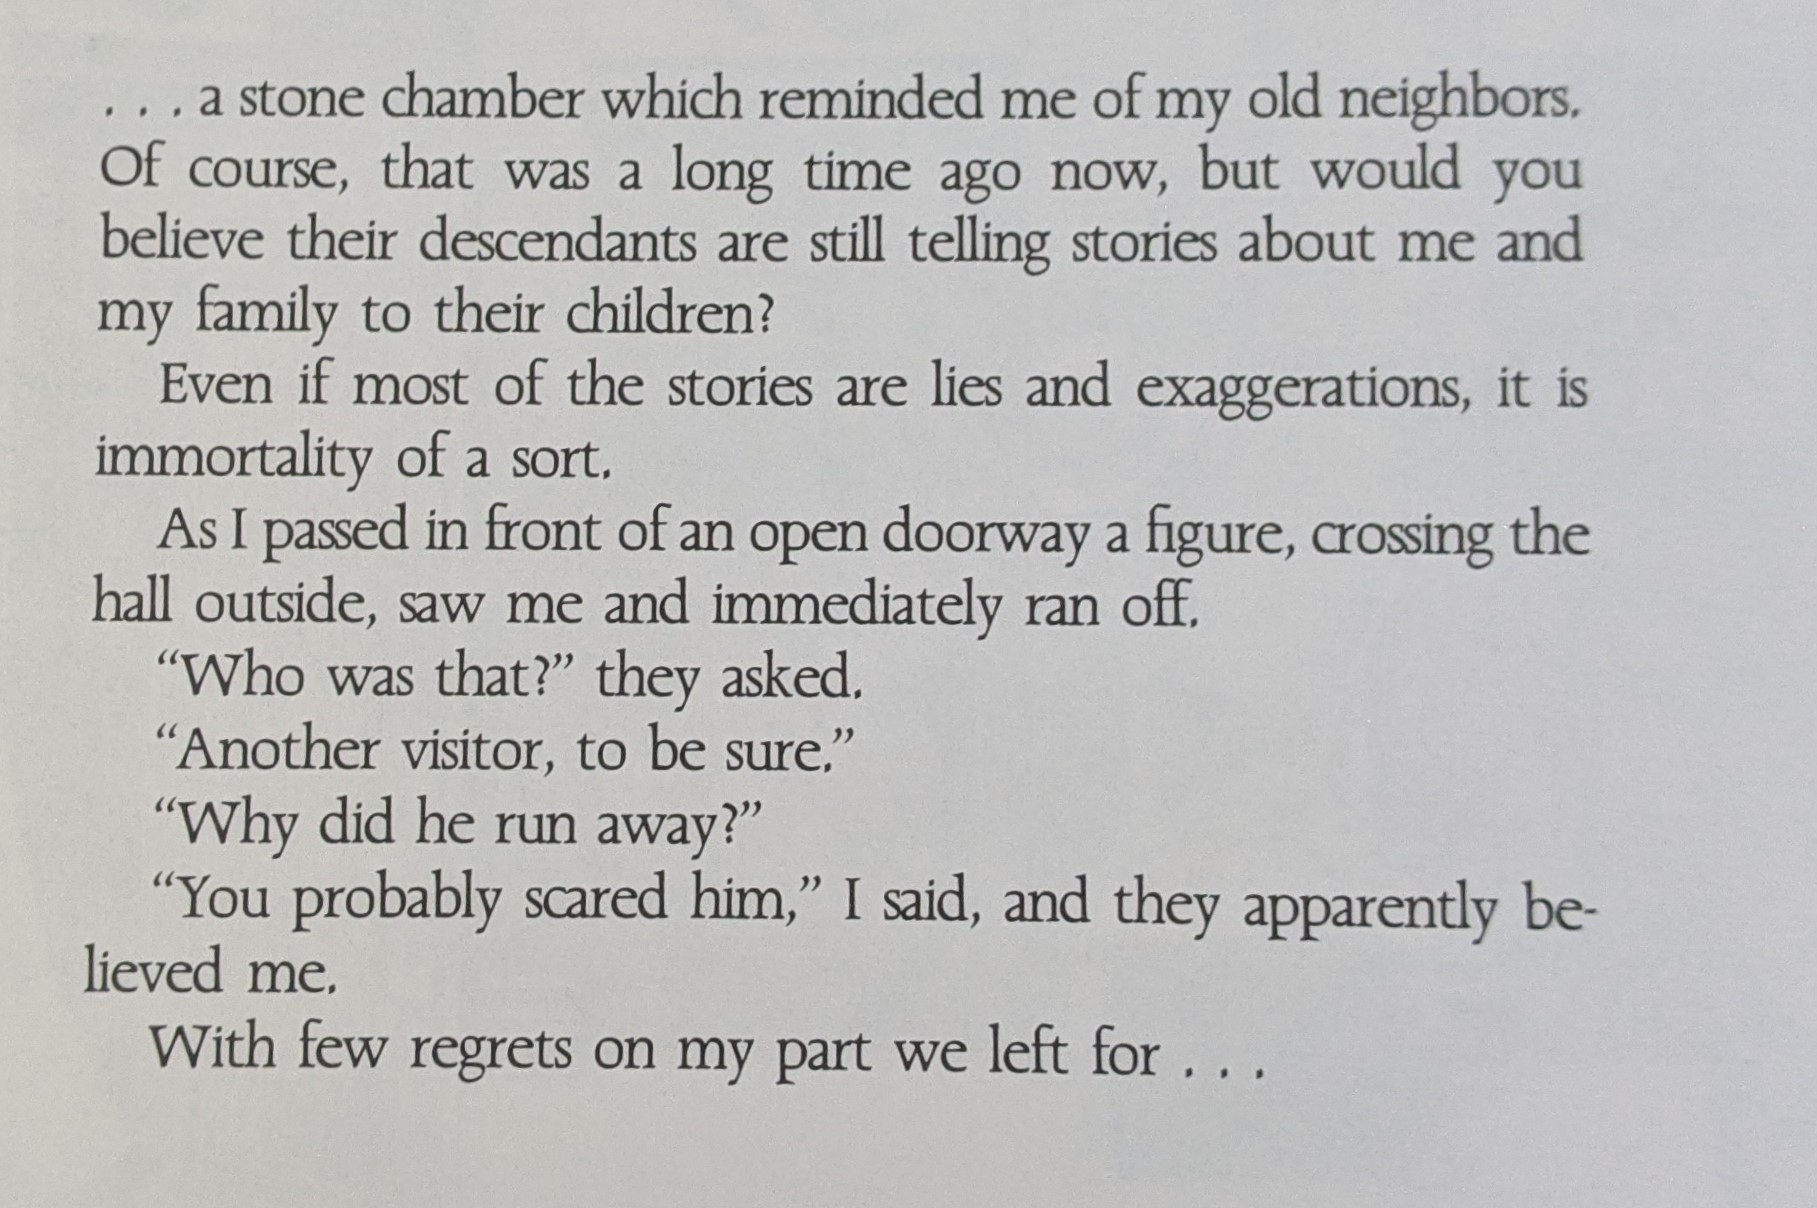 . . . a stone chamber which reminded me of my old neighbors.
Of course, that was a long time ago now, but would you
believe their descendants are still telling stories about me and
my family to their children?
Even if most of the stories are lies and exaggerations, it is
immortality of a sort.
As I passed in front of an open doorway a figure, crossing the
hall outside, saw me and immediately ran off.
“Who was that?” they asked.
“Another visitor, to be sure.”
“Why did he run away?”
“You probably scared him,” I said, and they apparently be-
lieved me.
With few regrets on my part we left for . . .